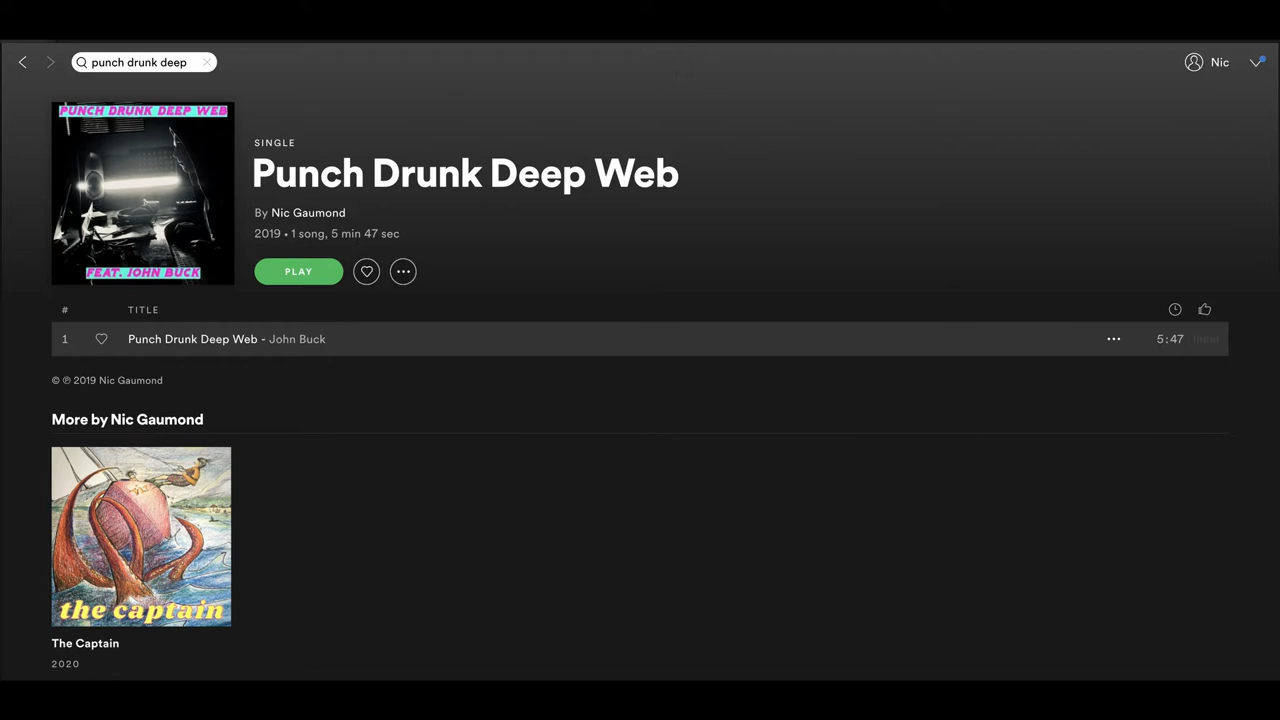 punch drunk deep
Nic
PUNCH DRUNK DEEP WEB
FEAT. JOHN BUCK
SINGLE
Punch Drunk Deep Web
By Nic Gaumond
2019 • 1 song, 5 min 47 sec
PLAY
# TITLE
1 Punch Drunk Deep Web - John Buck 5:47
© ℗ 2019 Nic Gaumond
More by Nic Gaumond
the captain
The Captain
2020